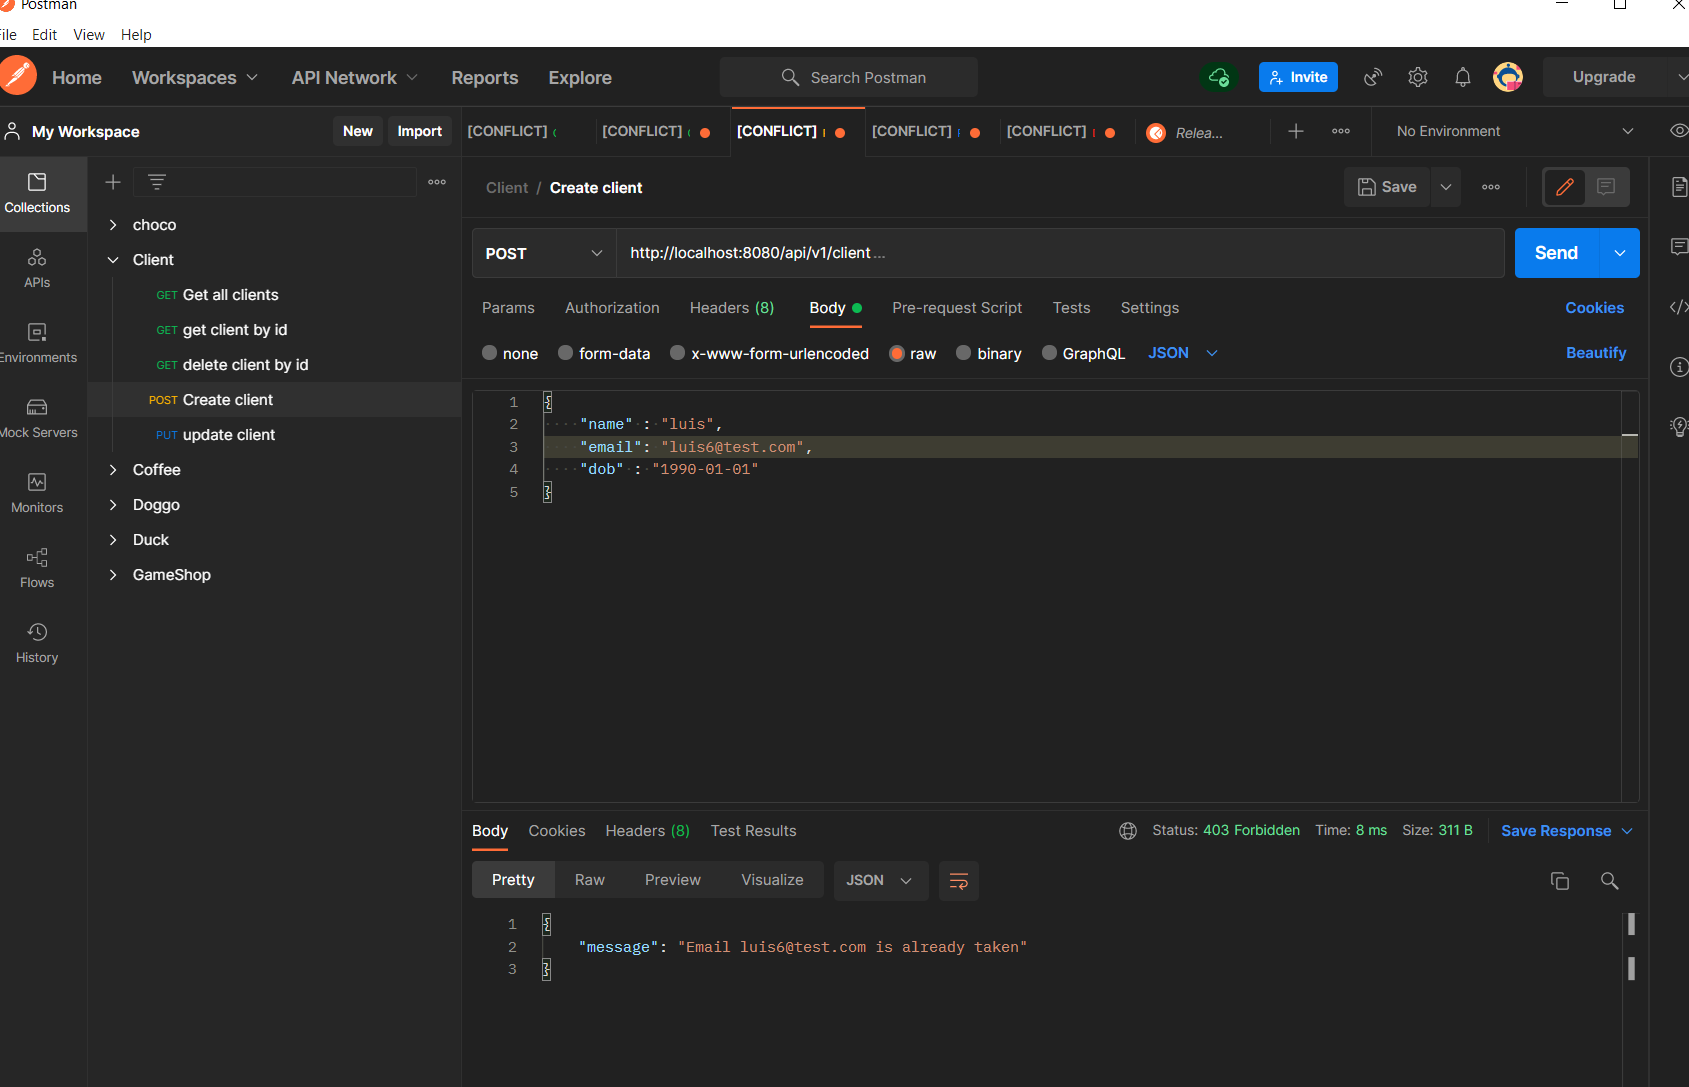 Postman
File Edit View Help
Home Workspaces API Network Reports Explore Search Postman Invite Upgrade
My Workspace New Import [CONFLICT] [CONFLICT] [CONFLICT] [CONFLICT] [CONFLICT] Relea... No Environment
Collections
APIs
Environments
Mock Servers
Monitors
Flows
History
choco
Client
GET Get all clients
GET get client by id
GET delete client by id
POST Create client
PUT update client
Coffee
Doggo
Duck
GameShop
Client / Create client Save
POST http://localhost:8080/api/v1/client... Send
Params Authorization Headers (8) Body Pre-request Script Tests Settings Cookies
none form-data x-www-form-urlencoded raw binary GraphQL JSON Beautify
1 {
2 "name" : "luis",
3 "email": "luis6@test.com",
4 "dob" : "1990-01-01"
5 }
Body Cookies Headers (8) Test Results Status: 403 Forbidden Time: 8 ms Size: 311 B Save Response
Pretty Raw Preview Visualize JSON
1 {
2 "message": "Email luis6@test.com is already taken"
3 }